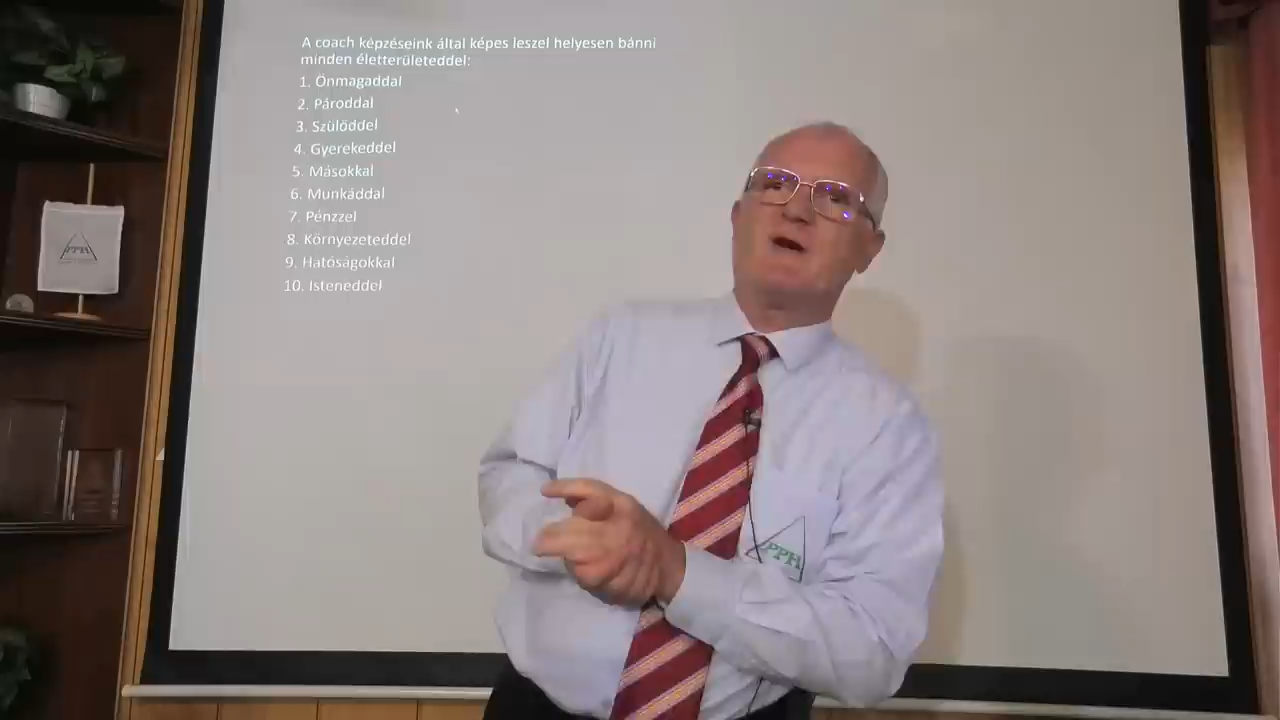 A coach képzéseink által képes leszel helyesen bánni
minden életterületeddel:
1. Önmagaddal
2. Pároddal
3. Szülőddel
4. Gyerekeddel
5. Másokkal
6. Munkáddal
7. Pénzzel
8. Környezeteddel
9. Hatóságokkal
10. Isteneddel
PPH
PPH